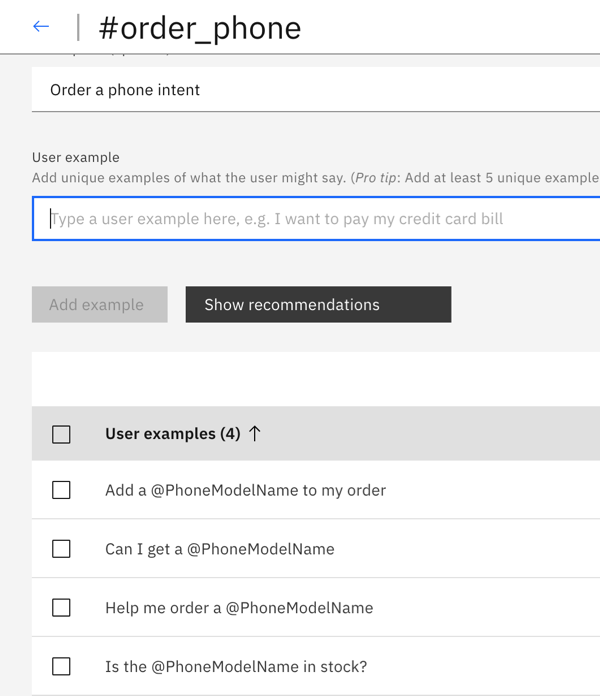 #order_phone
Order a phone intent
User example
Add unique examples of what the user might say. (Pro tip: Add at least 5 unique example
Type a user example here, e.g. I want to pay my credit card bill
Add example
Show recommendations
User examples (4) ↑
Add a @PhoneModelName to my order
Can I get a @PhoneModelName
Help me order a @PhoneModelName
Is the @PhoneModelName in stock?